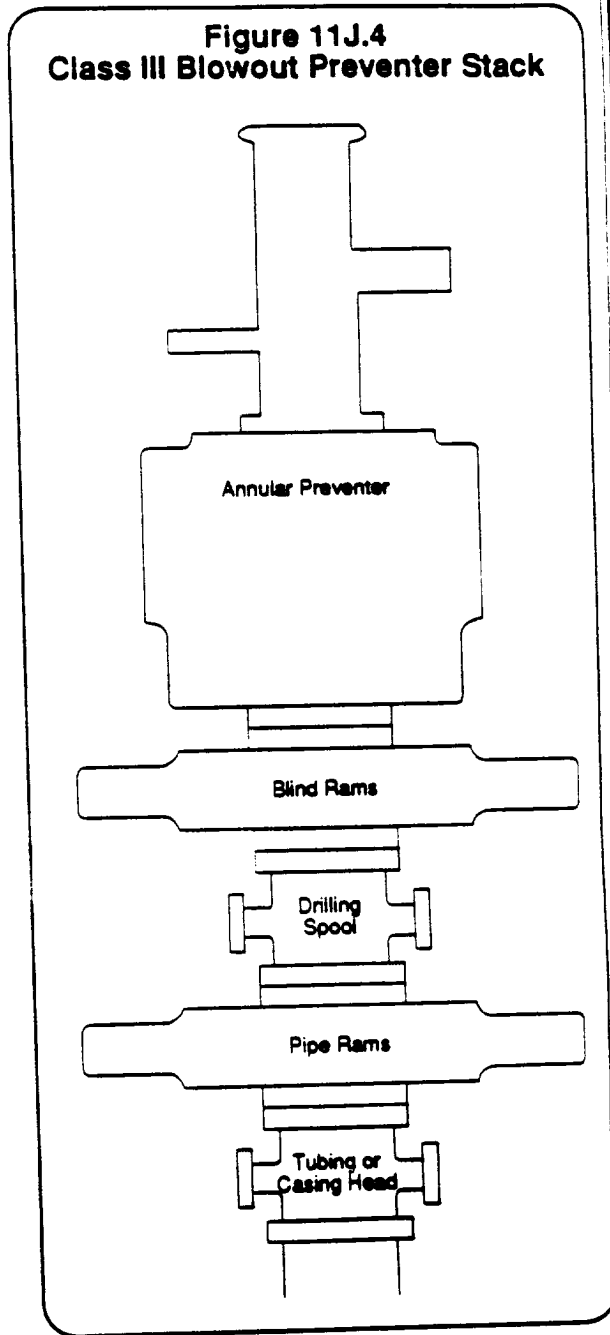 Figure 11J.4
Class III Blowout Preventer Stack
Annular Preventer
Blind Rams
Drilling
Spool
Pipe Rams
Tubing or
Casing Head